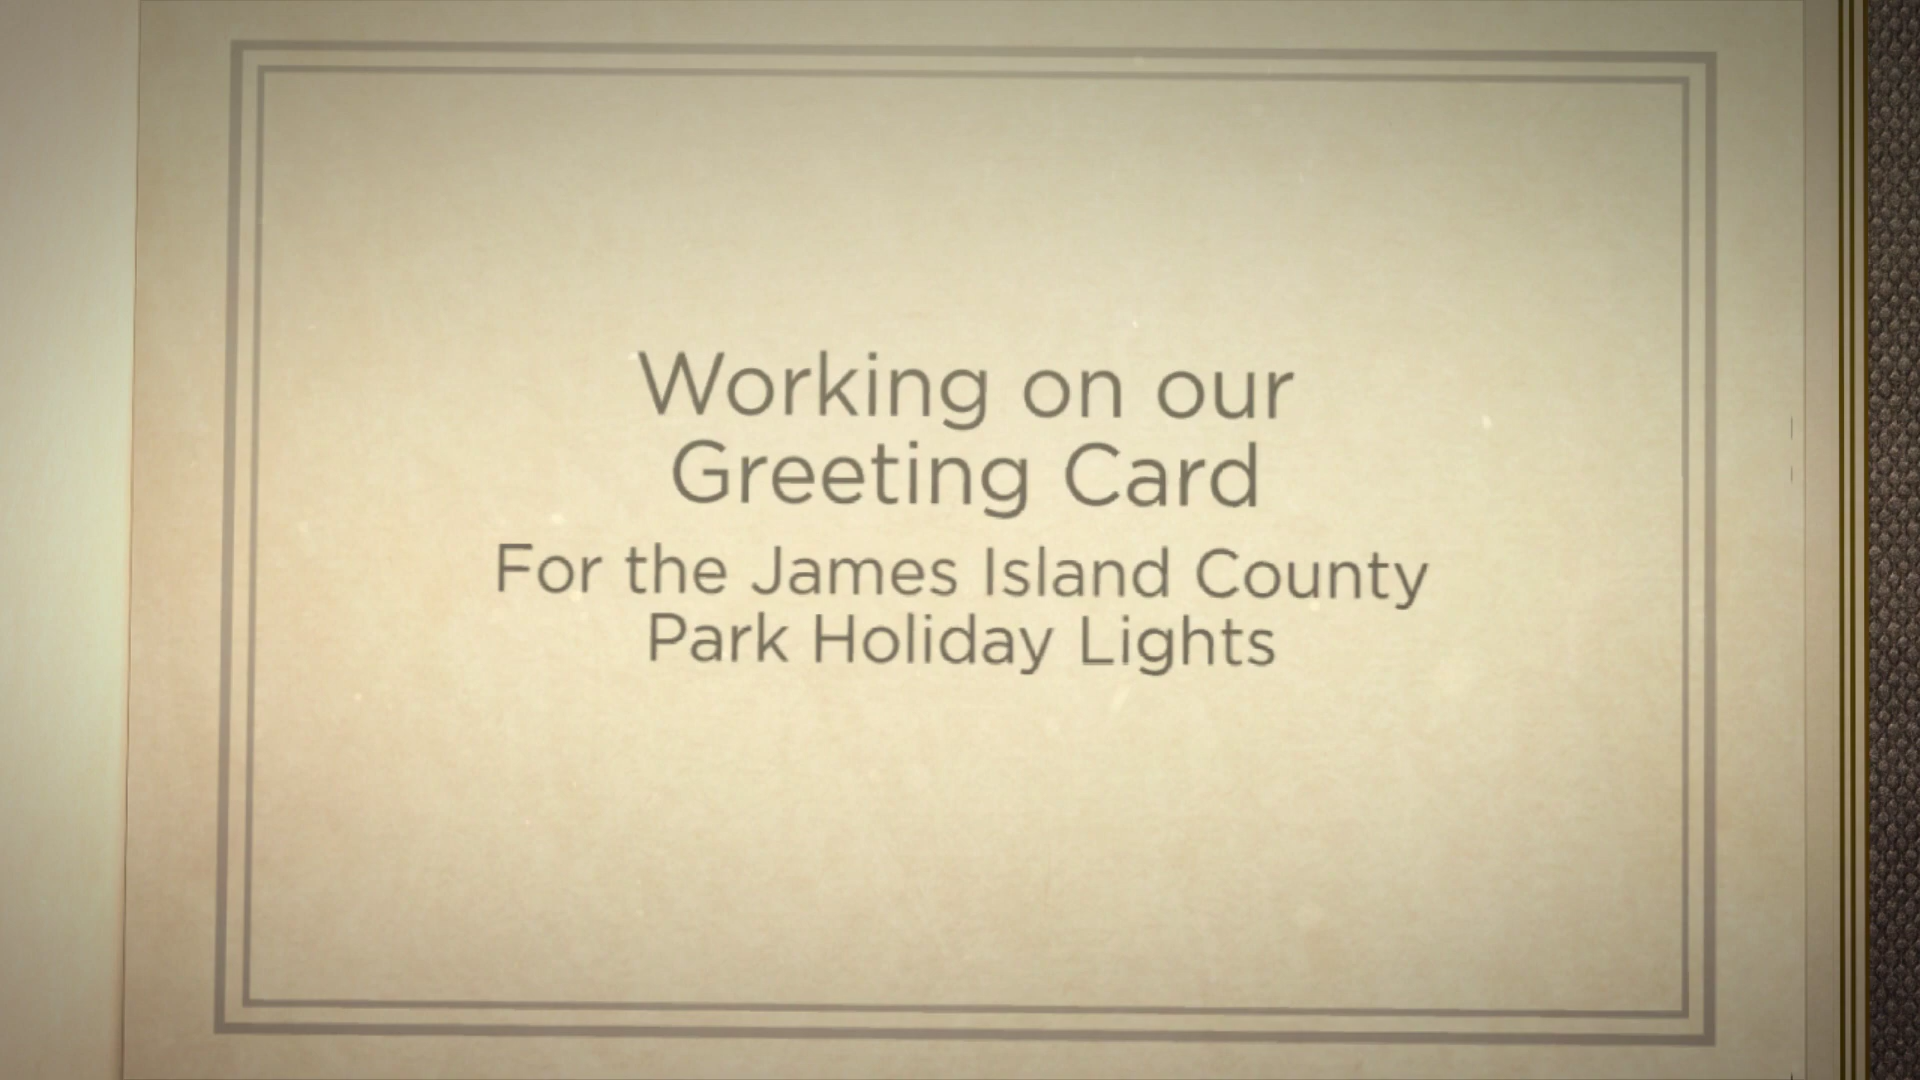 Working on our
Greeting Card
For the James Island County
Park Holiday Lights